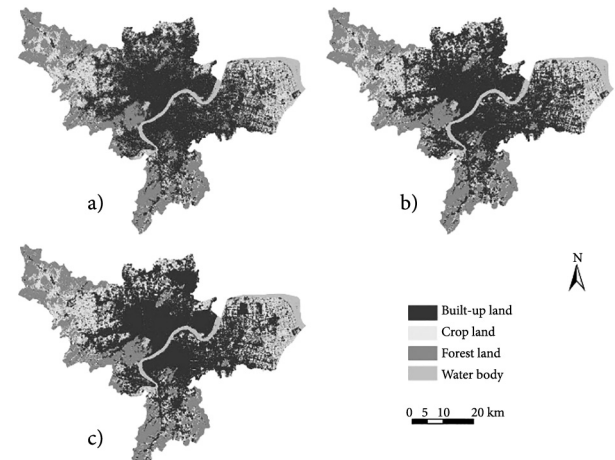 a)
b)
c)
N
Built-up land
Crop land
Forest land
Water body
0 5 10 20 km